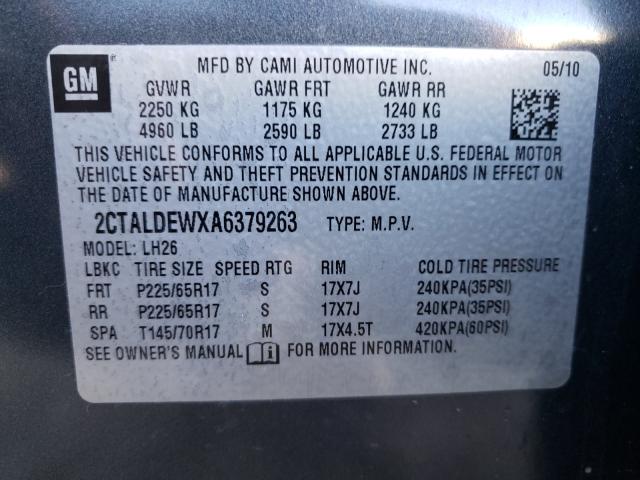 GM
MFD BY CAMI AUTOMOTIVE INC. 05/10
GVWR GAWR FRT GAWR RR
2250 KG 1175 KG 1240 KG
4960 LB 2590 LB 2733 LB
THIS VEHICLE CONFORMS TO ALL APPLICABLE U.S. FEDERAL MOTOR
VEHICLE SAFETY AND THEFT PREVENTION STANDARDS IN EFFECT ON
THE DATE OF MANUFACTURE SHOWN ABOVE.
2CTALDEWXA6379263 TYPE: M.P.V.
MODEL: LH26
LBKC TIRE SIZE SPEED RTG RIM COLD TIRE PRESSURE
FRT P225/65R17 S 17X7J 240KPA(35PSI)
RR P225/65R17 S 17X7J 240KPA(35PSI)
SPA T145/70R17 M 17X4.5T 420KPA(60PSI)
SEE OWNER'S MANUAL FOR MORE INFORMATION.